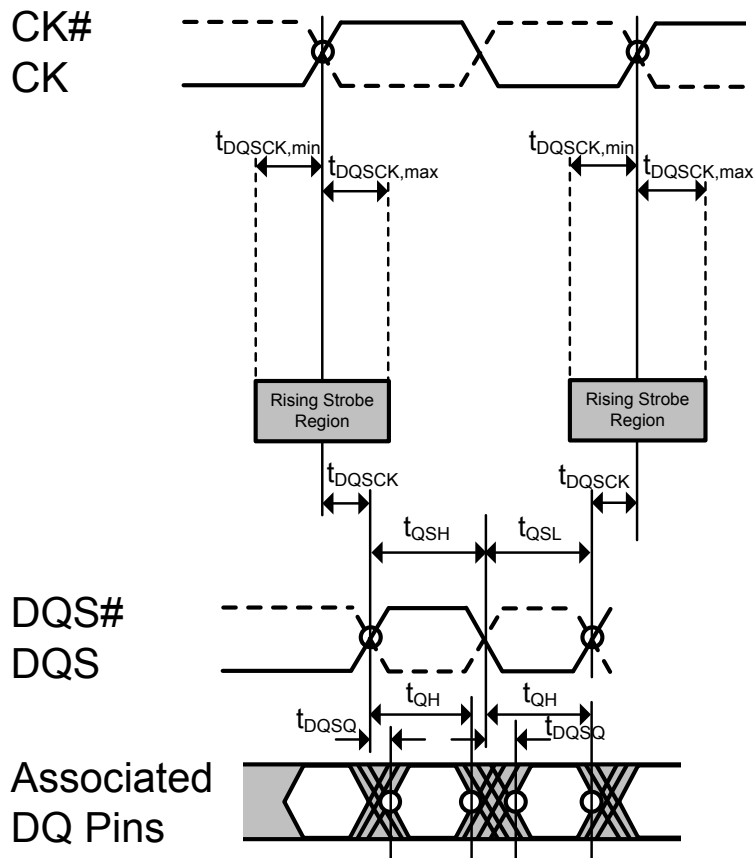 CK#
CK
tDQSCK,min
tDQSCK,max
tDQSCK,min
tDQSCK,max
Rising Strobe
Region
Rising Strobe
Region
tDQSCK
tDQSCK
tQSH
tQSL
DQS#
DQS
tQH
tQH
tDQSQ
tDQSQ
Associated
DQ Pins